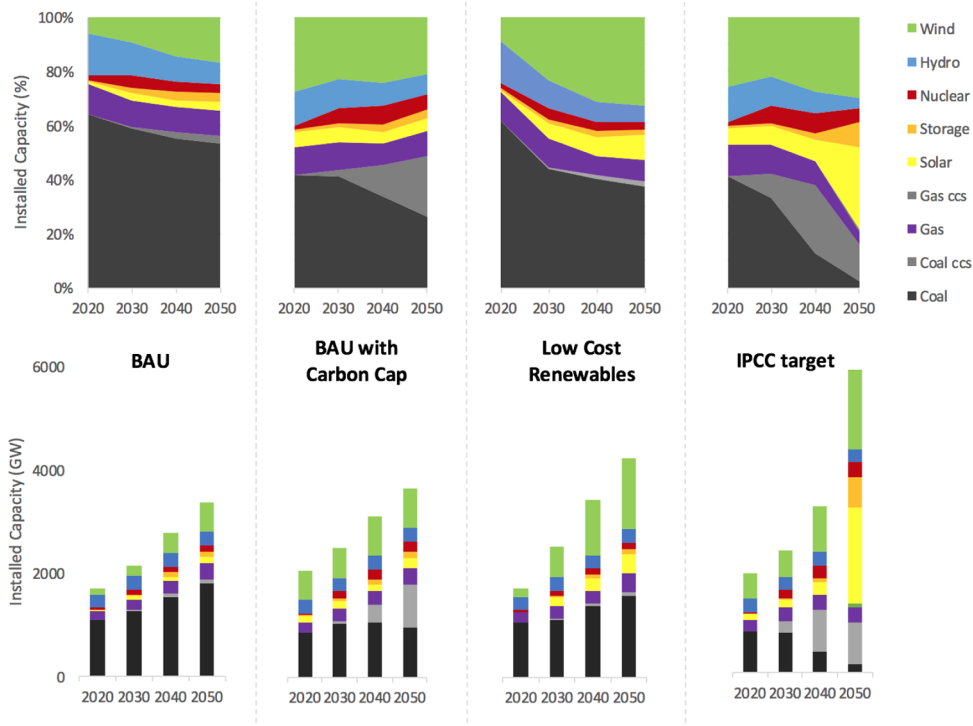 100%
80%
60%
40%
20%
0%
Installed Capacity (%)
2020 2030 2040 2050
2020 2030 2040 2050
2020 2030 2040 2050
2020 2030 2040 2050
Wind
Hydro
Nuclear
Storage
Solar
Gas ccs
Gas
Coal ccs
Coal
BAU
BAU with
Carbon Cap
Low Cost
Renewables
IPCC target
6000
4000
2000
0
Installed Capacity (GW)
2020 2030 2040 2050
2020 2030 2040 2050
2020 2030 2040 2050
2020 2030 2040 2050